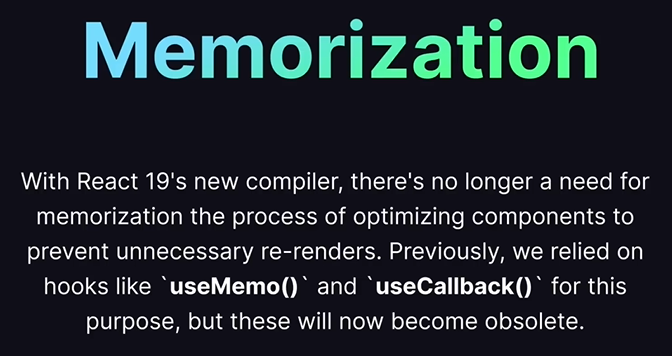 Memorization
With React 19's new compiler, there's no longer a need for
memorization the process of optimizing components to
prevent unnecessary re-renders. Previously, we relied on
hooks like `useMemo()` and `useCallback()` for this
purpose, but these will now become obsolete.